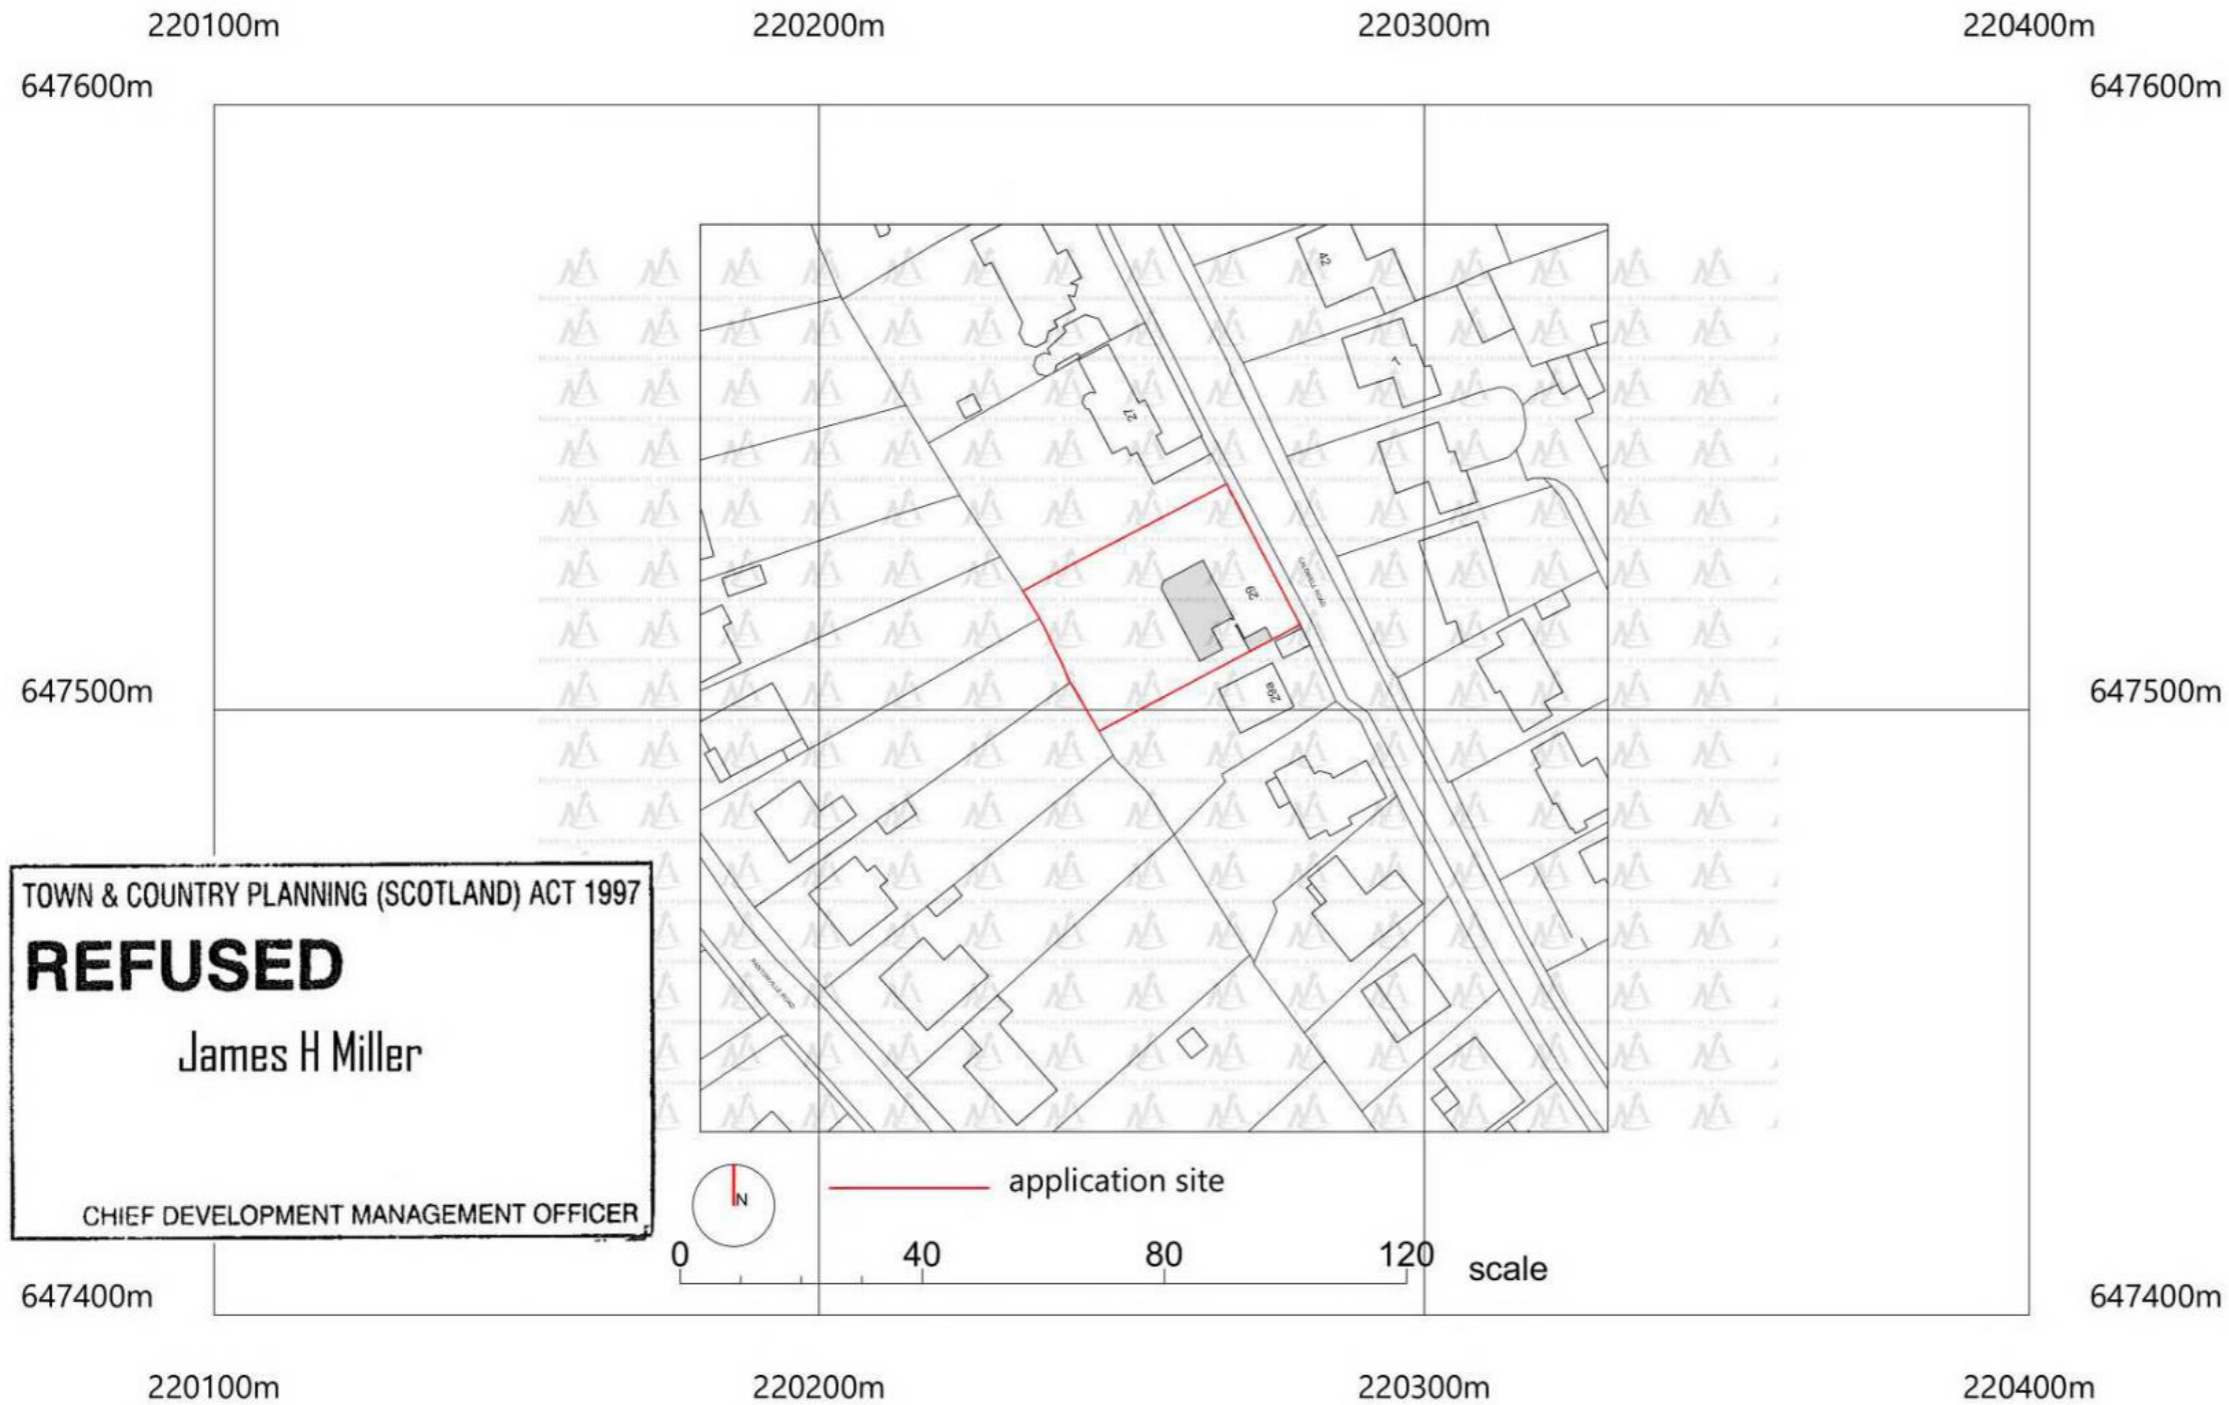 220100m 220200m 220300m 220400m
647600m 647600m
42
27
29
29a
647500m 647500m
TOWN & COUNTRY PLANNING (SCOTLAND) ACT 1997
REFUSED
James H Miller
CHIEF DEVELOPMENT MANAGEMENT OFFICER
N
application site
0 40 80 120 scale
647400m 647400m
220100m 220200m 220300m 220400m